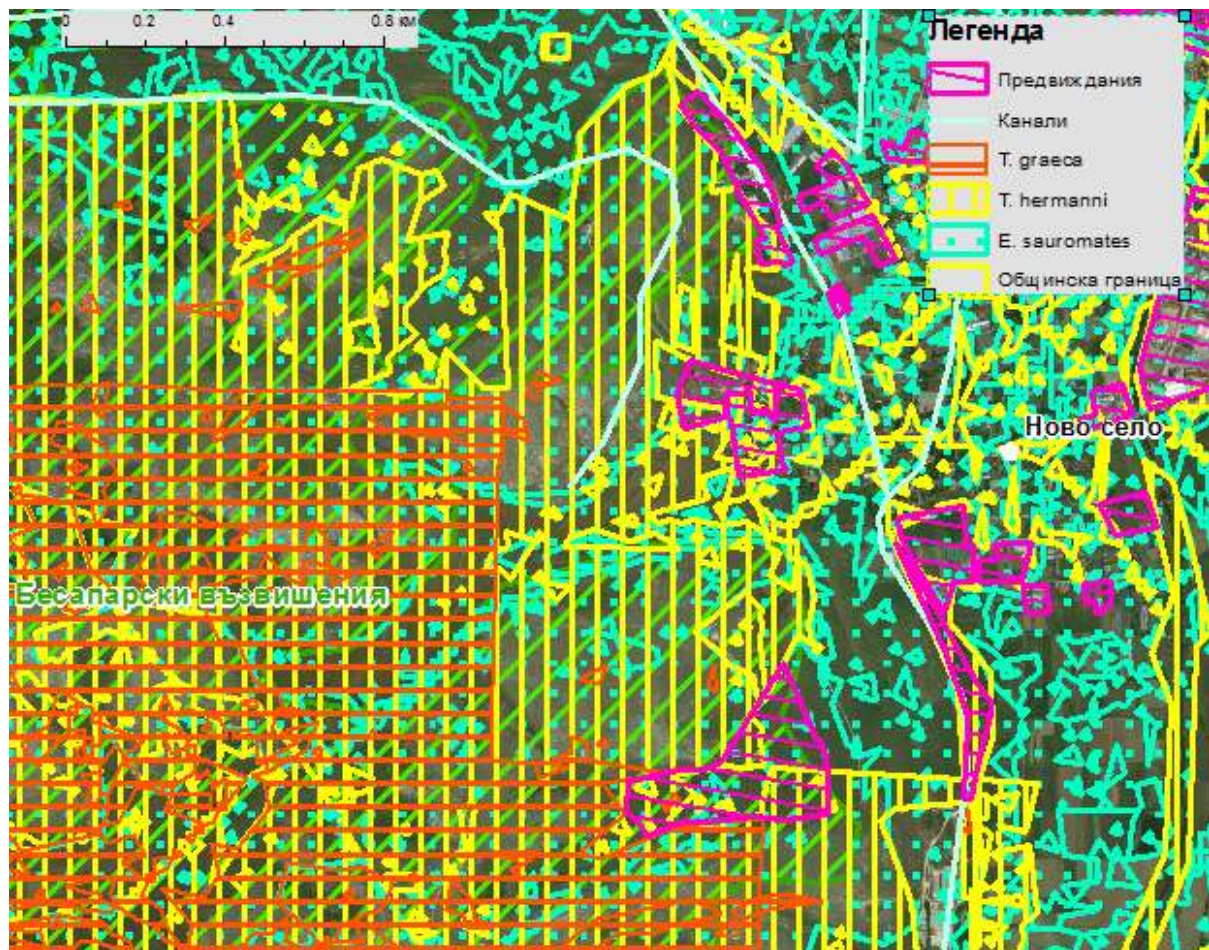 0 0.2 0.4 0.8 км
Легенда
Предвиждания
Канали
T. graeca
T. hermanni
E. sauromates
Общинска граница
Ново село
Бесапарски възвишения